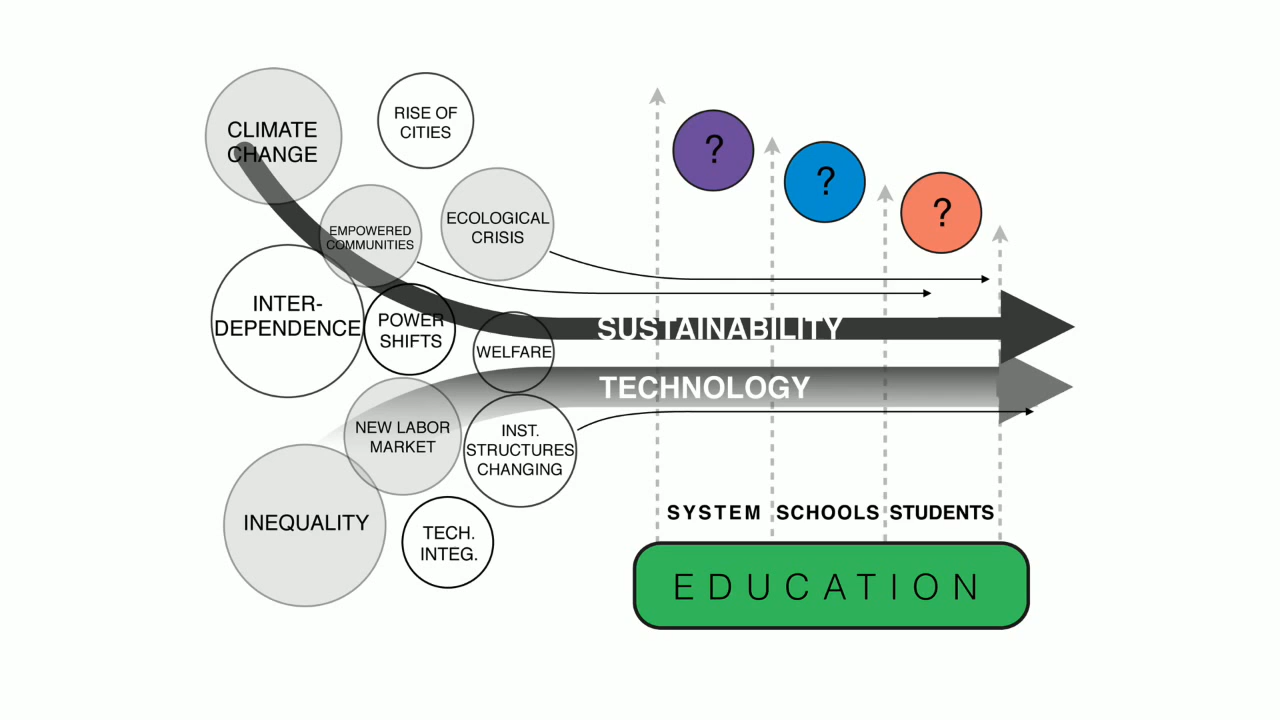 CLIMATE
CHANGE
RISE OF
CITIES
EMPOWERED
COMMUNITIES
ECOLOGICAL
CRISIS
INTER-
DEPENDENCE
POWER
SHIFTS
WELFARE
NEW LABOR
MARKET
INST.
STRUCTURES
CHANGING
INEQUALITY
TECH.
INTEG.
?
?
?
SUSTAINABILITY
TECHNOLOGY
SYSTEM
SCHOOLS
STUDENTS
EDUCATION